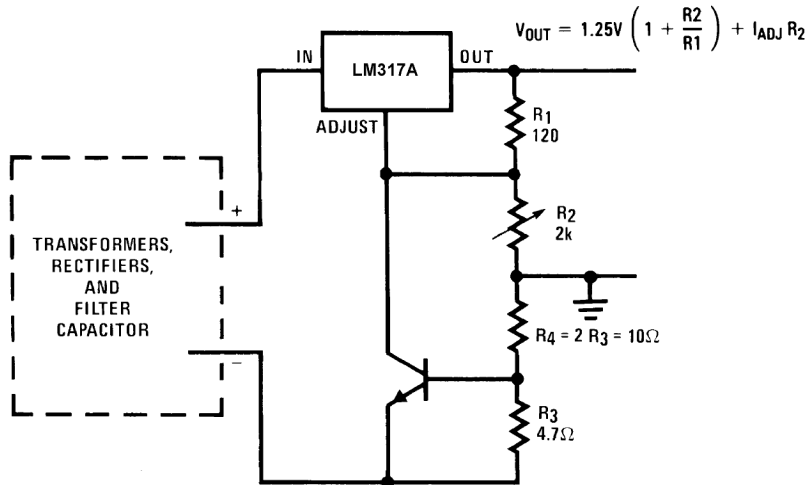 V_OUT = 1.25V (1 + R2/R1) + I_ADJ R_2
IN
LM317A
OUT
ADJUST
R1
120
+
R2
2k
TRANSFORMERS,
RECTIFIERS,
AND
FILTER
CAPACITOR
R4 = 2 R3 = 10Ω
−
R3
4.7Ω